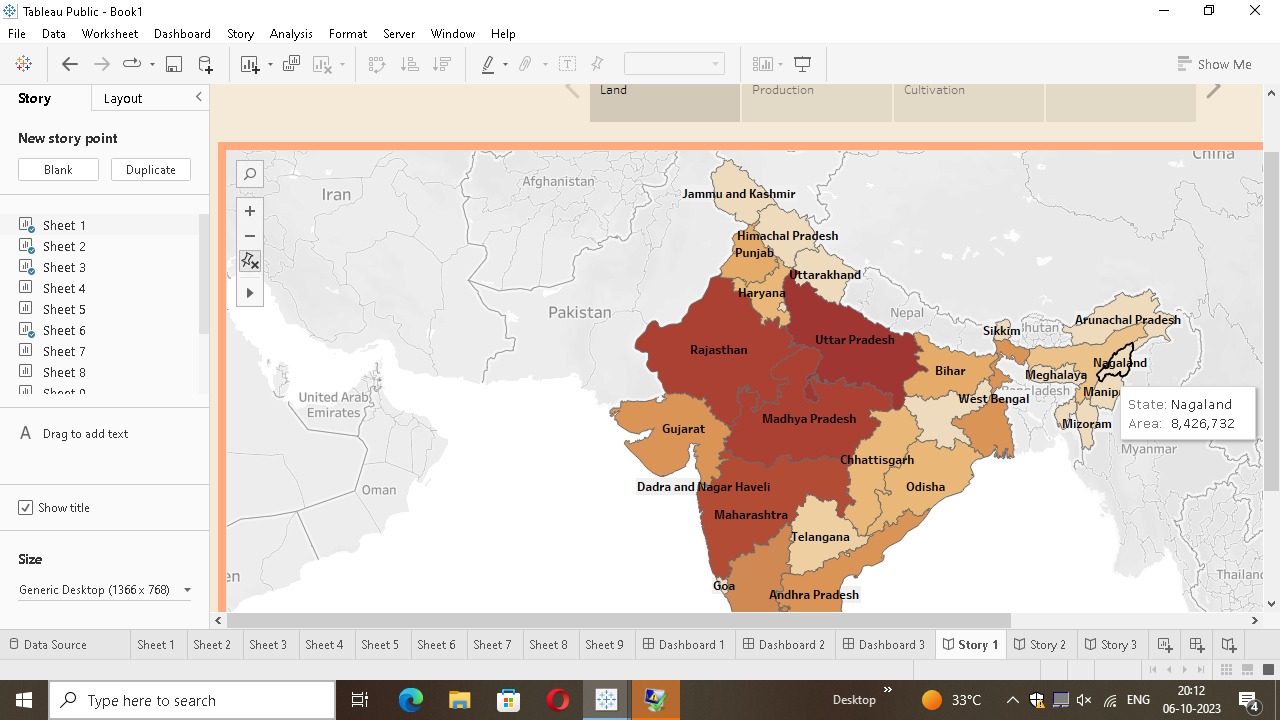 Tableau Public - Book1
File Data Worksheet Dashboard Story Analysis Format Server Window Help
Show Me
Story Layout
New story point
Blank Duplicate
Sheet 1
Sheet 2
Sheet 3
Sheet 4
Sheet 5
Sheet 6
Sheet 7
Sheet 8
A Drag to add text
Show title
Size
Generic Desktop (1366 x 768)
Land Production Cultivation
China
Iran
Afghanistan
Jammu and Kashmir
Himachal Pradesh
Punjab
Uttarakhand
Haryana
Pakistan
Nepal
Arunachal Pradesh
Sikkim
Bhutan
Uttar Pradesh
Rajasthan
Nagaland
Bihar
Meghalaya
Bangladesh
Manip
West Bengal
United Arab
Emirates
State: Nagaland
Area: 8,426,732
Madhya Pradesh
Mizoram
Gujarat
Myanmar
Chhattisgarh
Dadra and Nagar Haveli
Odisha
Oman
Maharashtra
Telangana
en
Thailand
Goa
Andhra Pradesh
Data Source Sheet 1 Sheet 2 Sheet 3 Sheet 4 Sheet 5 Sheet 6 Sheet 7 Sheet 8 Sheet 9 Dashboard 1 Dashboard 2 Dashboard 3 Story 1 Story 2 Story 3
Type here to search
Desktop
33°C
ENG
20:12
06-10-2023
4